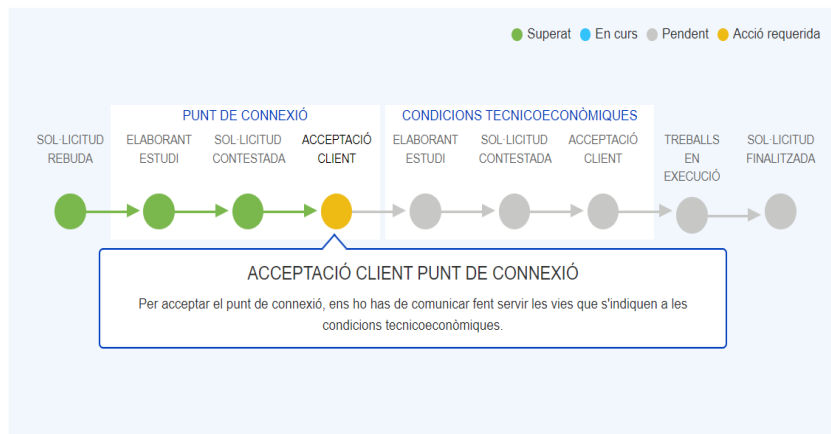 Superat En curs Pendent Acció requerida
PUNT DE CONNEXIÓ
CONDICIONS TECNICOECONÒMIQUES
SOL·LICITUD
REBUDA
ELABORANT
ESTUDI
SOL·LICITUD
CONTESTADA
ACCEPTACIÓ
CLIENT
ELABORANT
ESTUDI
SOL·LICITUD
CONTESTADA
ACCEPTACIÓ
CLIENT
TREBALLS
EN
EXECUCIÓ
SOL·LICITUD
FINALITZADA
ACCEPTACIÓ CLIENT PUNT DE CONNEXIÓ
Per acceptar el punt de connexió, ens ho has de comunicar fent servir les vies que s'indiquen a les
condicions tecnicoeconòmiques.